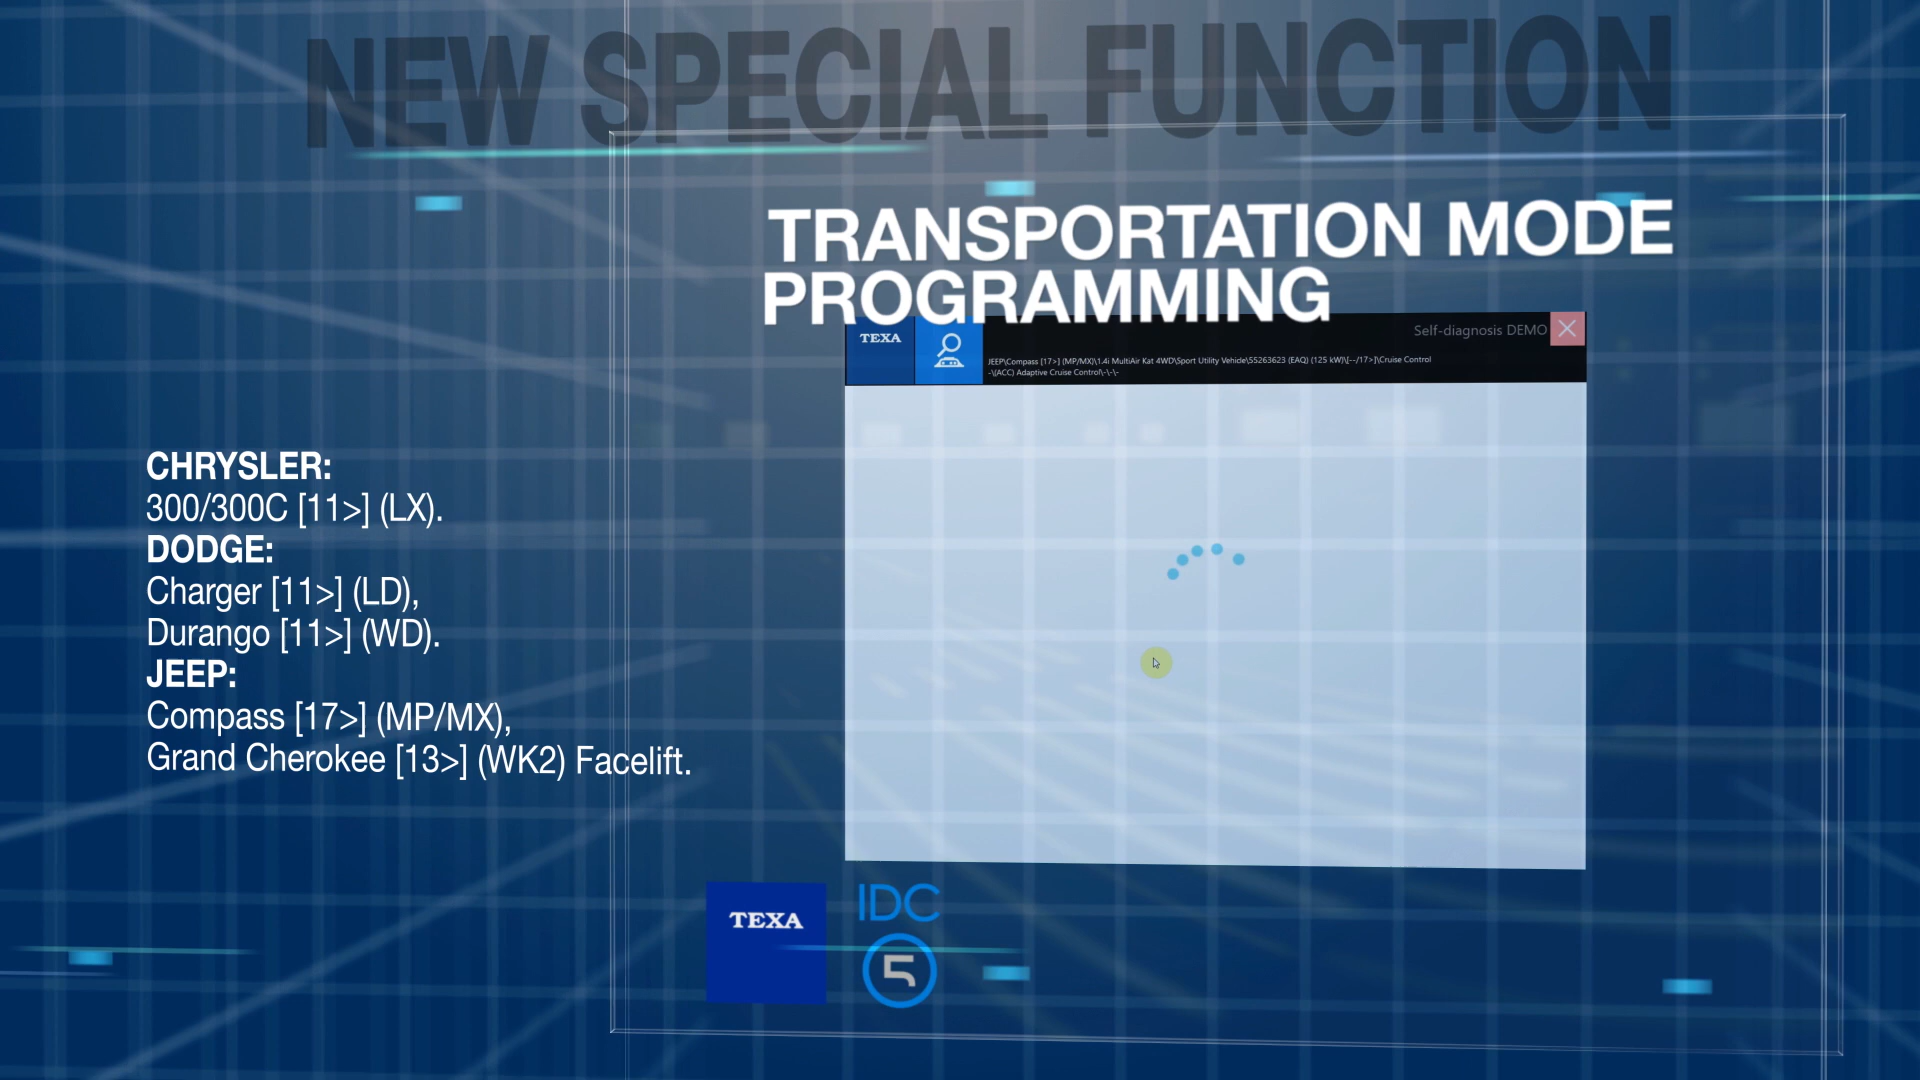 NEW SPECIAL FUNCTION
TRANSPORTATION MODE
PROGRAMMING
TEXA
Self-diagnosis DEMO
JEEP\Compass [17>] (MP/MX)\1.4i MultiAir Kat 4WD\Sport Utility Vehicle\55263623 (EAQ) (125 kW)\[--/17>]\Cruise Control
-\(ACC) Adaptive Cruise Control\-\-\-
CHRYSLER:
300/300C [11>] (LX).
DODGE:
Charger [11>] (LD),
Durango [11>] (WD).
JEEP:
Compass [17>] (MP/MX),
Grand Cherokee [13>] (WK2) Facelift.
TEXA
IDC
5